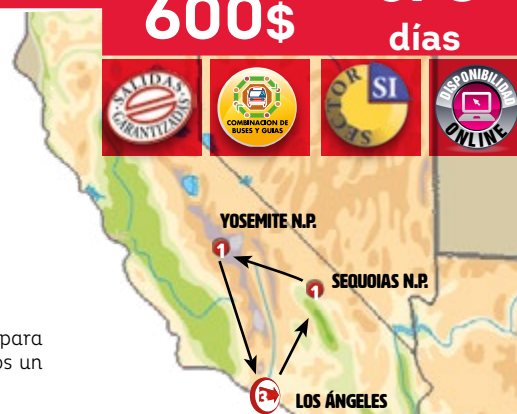 600$
días
SALIDAS
GARANTIZADAS
COMBINACION DE
BUSES Y GUIAS
SECTOR
SI
DISPONIBILIDAD
ONLINE
YOSEMITE N.P.
1
1
SEQUOIAS N.P.
para
os un
LOS ÁNGELES